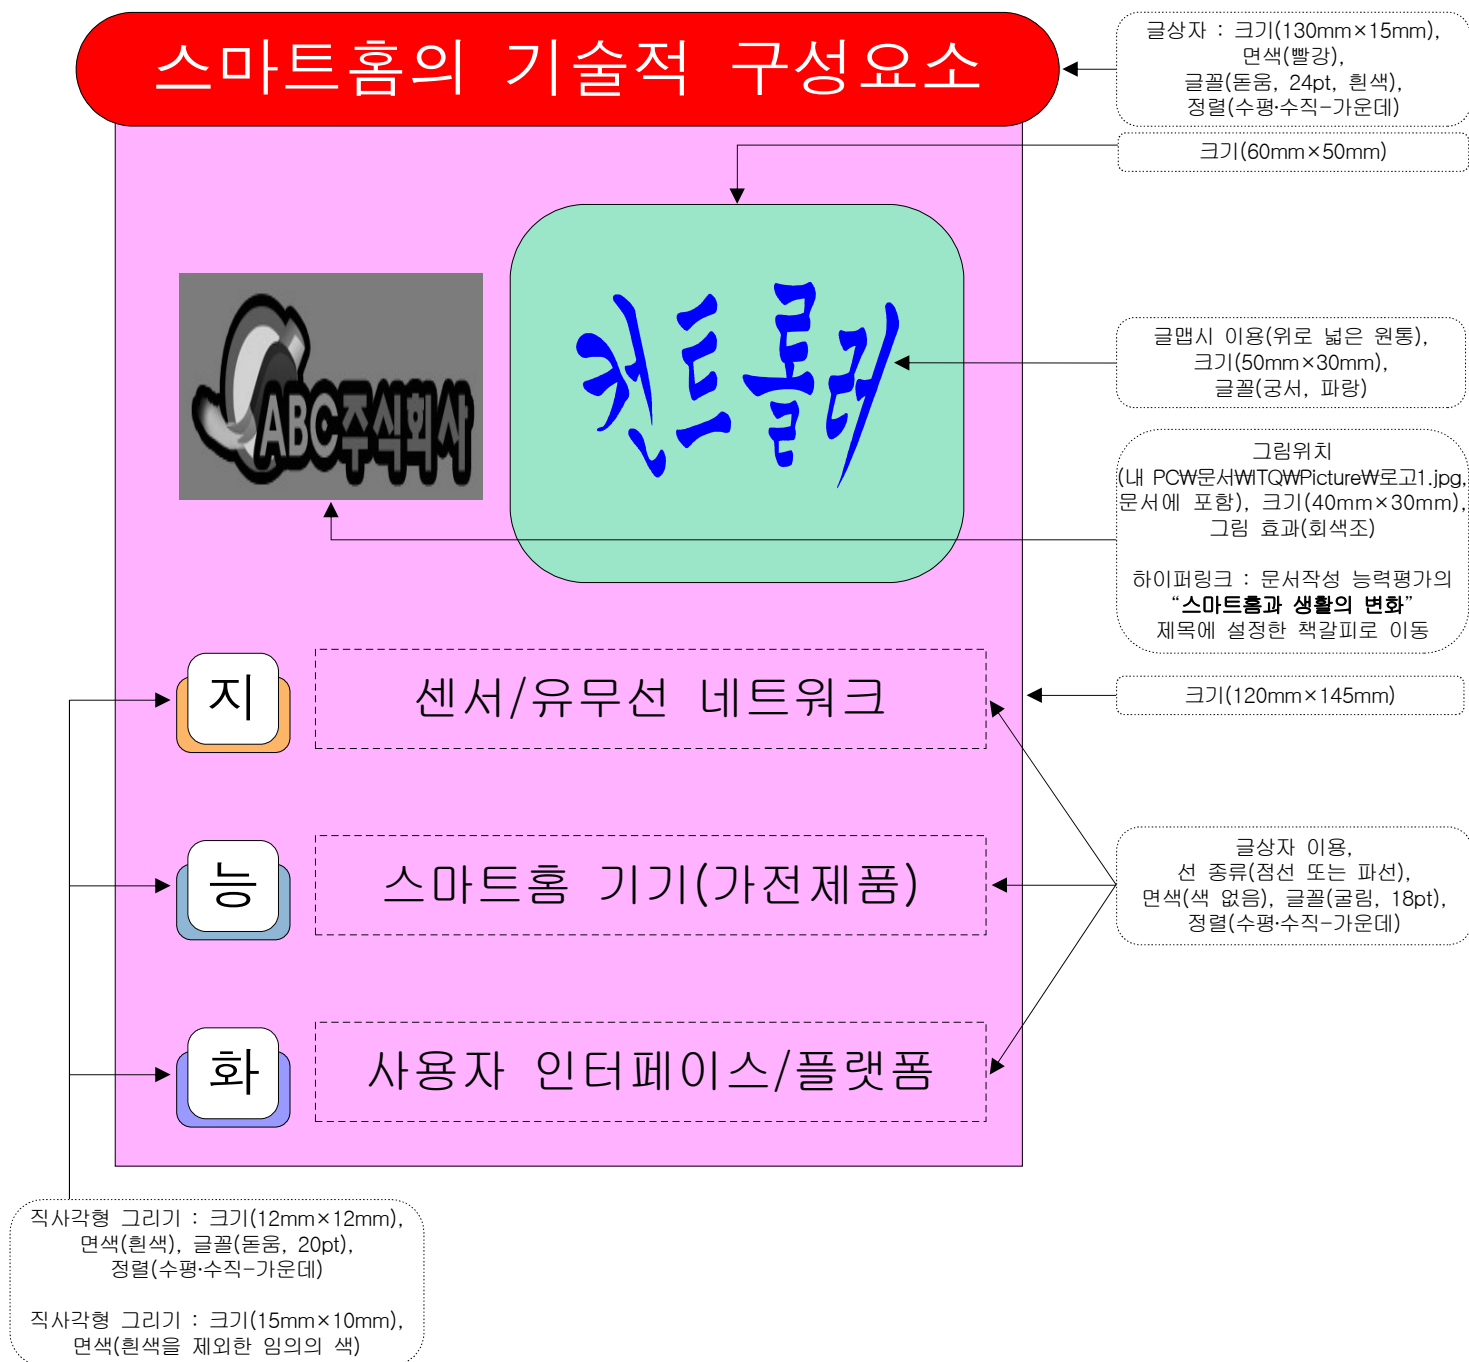 스마트홈의 기술적 구성요소
글상자 : 크기(130mm×15mm),
면색(빨강),
글꼴(돋움, 24pt, 흰색),
정렬(수평·수직-가운데)
크기(60mm×50mm)
ABC주식회사
컨트롤러
글맵시 이용(위로 넓은 원통),
크기(50mm×30mm),
글꼴(궁서, 파랑)
그림위치
(내 PC₩문서₩ITQ₩Picture₩로고1.jpg,
문서에 포함), 크기(40mm×30mm),
그림 효과(회색조)
하이퍼링크 : 문서작성 능력평가의
“스마트홈과 생활의 변화”
제목에 설정한 책갈피로 이동
지
센서/유무선 네트워크
크기(120mm×145mm)
능
스마트홈 기기(가전제품)
글상자 이용,
선 종류(점선 또는 파선),
면색(색 없음), 글꼴(굴림, 18pt),
정렬(수평·수직-가운데)
화
사용자 인터페이스/플랫폼
직사각형 그리기 : 크기(12mm×12mm),
면색(흰색), 글꼴(돋움, 20pt),
정렬(수평·수직-가운데)
직사각형 그리기 : 크기(15mm×10mm),
면색(흰색을 제외한 임의의 색)